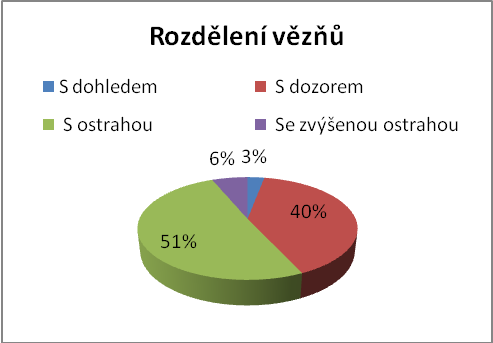 Rozdělení vězňů
S dohledem S dozorem
S ostrahou Se zvýšenou ostrahou
6% 3%
40%
51%